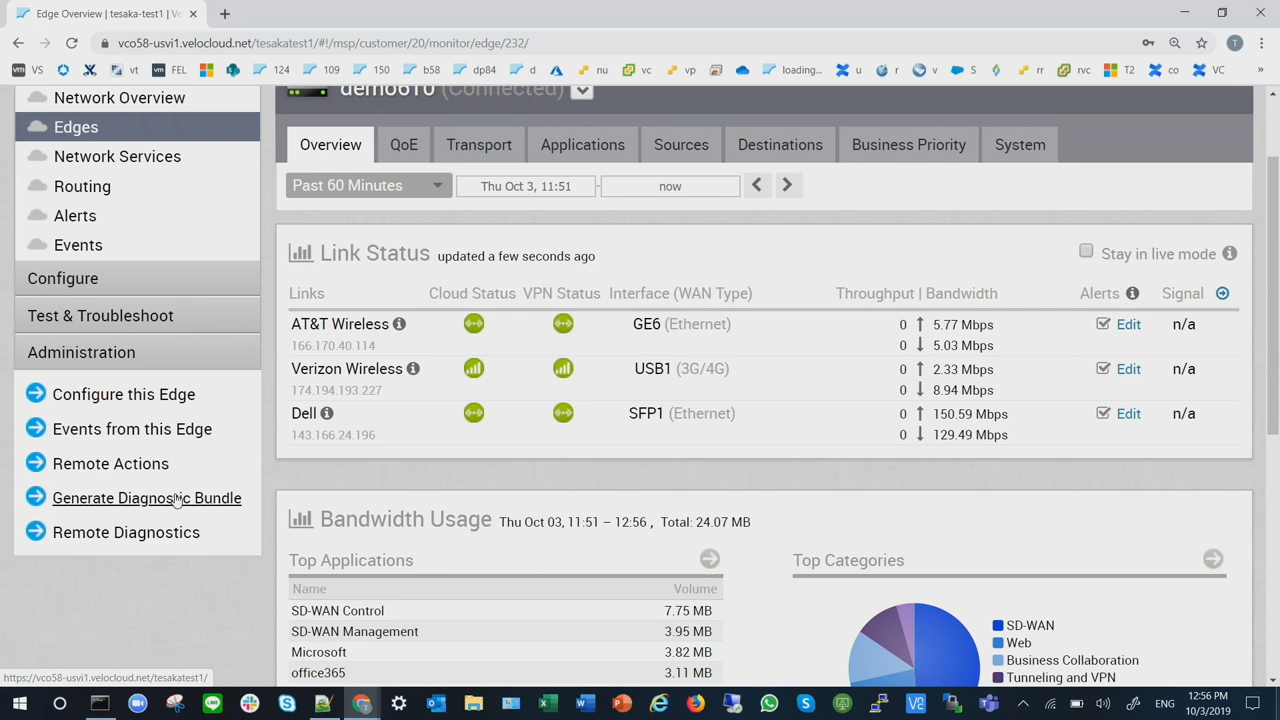 Edge Overview | tesaka-test1 | V
vco58-usvi1.velocloud.net/tesakatest1/#!/msp/customer/20/monitor/edge/232/
VS
vt
FEL
124
109
150
b58
dp84
d
nu
vc
vp
loading...
u
r
v
S
rr
rvc
T2
co
VC
»
T
Network Overview
Edges
Network Services
Routing
Alerts
Events
Configure
Test & Troubleshoot
Administration
Configure this Edge
Events from this Edge
Remote Actions
Generate Diagnostic Bundle
Remote Diagnostics
demo610 (Connected)
Overview QoE Transport Applications Sources Destinations Business Priority System
Past 60 Minutes Thu Oct 3, 11:51 - now
Link Status updated a few seconds ago Stay in live mode
Links Cloud Status VPN Status Interface (WAN Type) Throughput | Bandwidth Alerts Signal
AT&T Wireless GE6 (Ethernet) 0 5.77 Mbps Edit n/a
166.170.40.114 0 5.03 Mbps
Verizon Wireless USB1 (3G/4G) 0 2.33 Mbps Edit n/a
174.194.193.227 0 8.94 Mbps
Dell SFP1 (Ethernet) 0 150.59 Mbps Edit n/a
143.166.24.196 0 129.49 Mbps
Bandwidth Usage Thu Oct 03, 11:51 – 12:56 , Total: 24.07 MB
Top Applications
Name Volume
SD-WAN Control 7.75 MB
SD-WAN Management 3.95 MB
Microsoft 3.82 MB
office365 3.11 MB
Top Categories
SD-WAN
Web
Business Collaboration
Tunneling and VPN
https://vco58-usvi1.velocloud.net/tesakatest1/
ENG
12:56 PM
10/3/2019